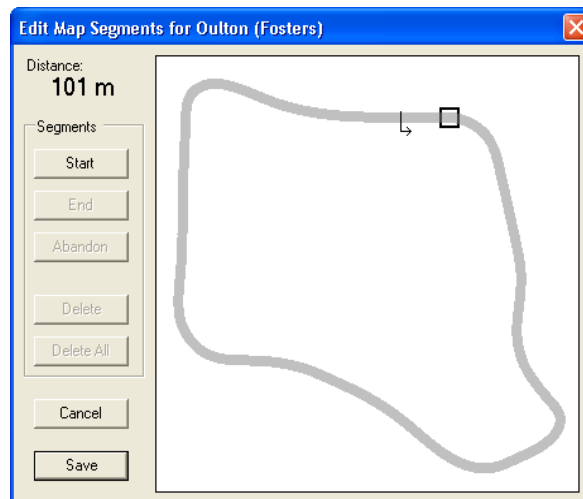 Edit Map Segments for Oulton (Fosters)
Distance:
101 m
Segments
Start
End
Abandon
Delete
Delete All
Cancel
Save